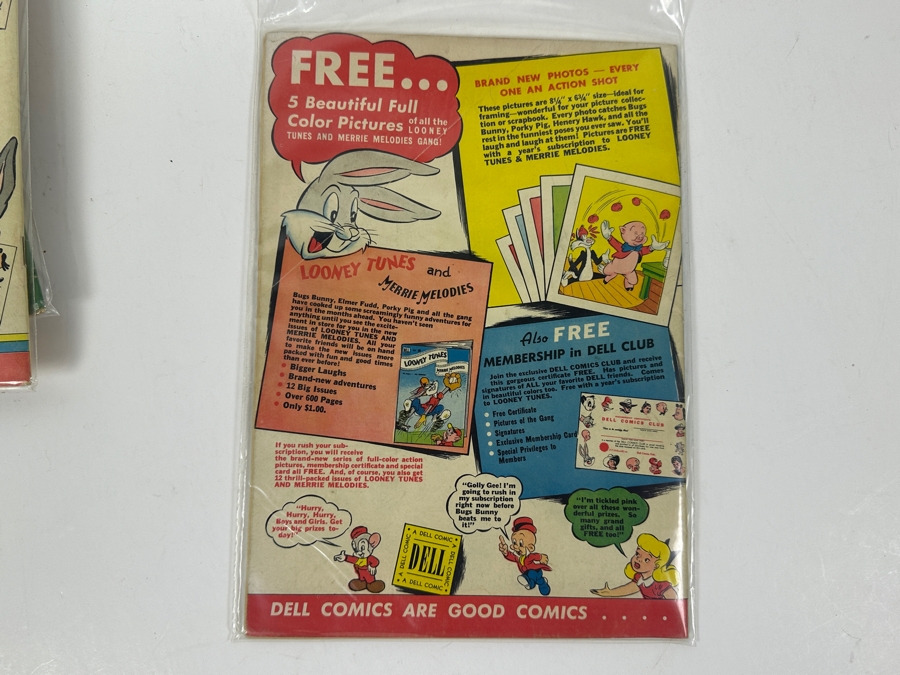 FREE...
5 Beautiful Full
Color Pictures of all the LOONEY
TUNES AND MERRIE MELODIES GANG!
BRAND NEW PHOTOS — EVERY
ONE AN ACTION SHOT
These pictures are 8¼" x 6¾" size—ideal for
framing—wonderful for your picture collec-
tion or scrapbook. Every photo catches Bugs
Bunny, Porky Pig, Henery Hawk, and all the
rest in the funniest poses you ever saw. You'll
laugh and laugh at them! Pictures are FREE
with a year's subscription to LOONEY
TUNES & MERRIE MELODIES.
LOONEY TUNES and
MERRIE MELODIES
Bugs Bunny, Elmer Fudd, Porky Pig and all the gang
have cooked up some screamingly funny adventures for
you in the months ahead. You haven't seen
anything until you see the excite-
ment in store for you in the new
issues of LOONEY TUNES AND
MERRIE MELODIES. All your
favorite friends will be on hand
to make the new issues more
packed with fun and good times
than ever before!
• Bigger Laughs
• Brand-new adventures
• 12 Big Issues
• Over 600 Pages
• Only $1.00.
LOONEY TUNES
Also FREE
MEMBERSHIP in DELL CLUB
Join the exclusive DELL COMICS CLUB and receive
this gorgeous certificate FREE. Has pictures and
signatures of ALL your favorite DELL friends. Comes
in beautiful colors too. Free with a year's subscription
to LOONEY TUNES.
• Free Certificate
• Pictures of the Gang
• Signatures
• Exclusive Membership Card
• Special Privileges to
Members
DELL COMICS CLUB
If you rush your sub-
scription, you will receive
the brand-new series of full-color action
pictures, membership certificate and special
card all FREE. And, of course, you also get
12 thrill-packed issues of LOONEY TUNES
AND MERRIE MELODIES.
"Hurry,
Hurry, Hurry,
Boys and Girls. Get
your big prizes to-
day!"
A DELL COMIC
A DELL COMIC
DELL
A DELL COMIC
A DELL COMIC
"Golly Gee! I'm
going to rush in
my subscription
right now before
Bugs Bunny
beats me to
it!"
"I'm tickled pink
over all these won-
derful prizes. So
many grand
gifts, and all
FREE too!"
DELL COMICS ARE GOOD COMICS . . . .